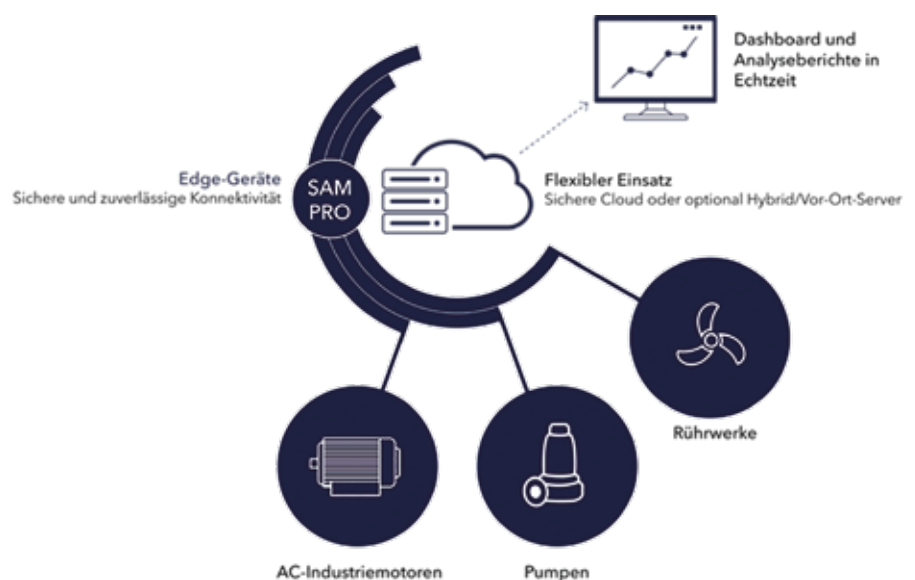 Dashboard und
Analyseberichte in
Echtzeit
Edge-Geräte
Sichere und zuverlässige Konnektivität
SAM
PRO
Flexibler Einsatz
Sichere Cloud oder optional Hybrid/Vor-Ort-Server
Rührwerke
AC-Industriemotoren
Pumpen